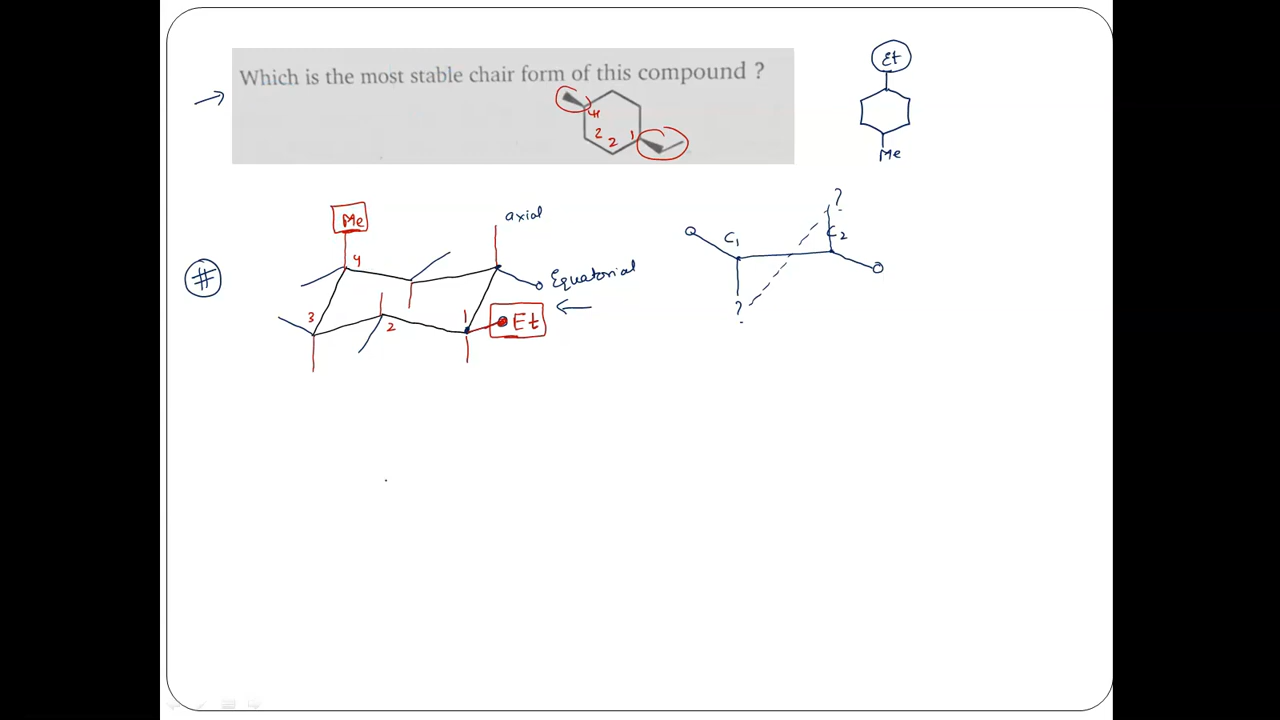 Which is the most stable chair form of this compound ?
4
2
2
1
Et
Me
Me
axial
4
Equatorial
3
2
1
Et
#
C1
C2
?
?